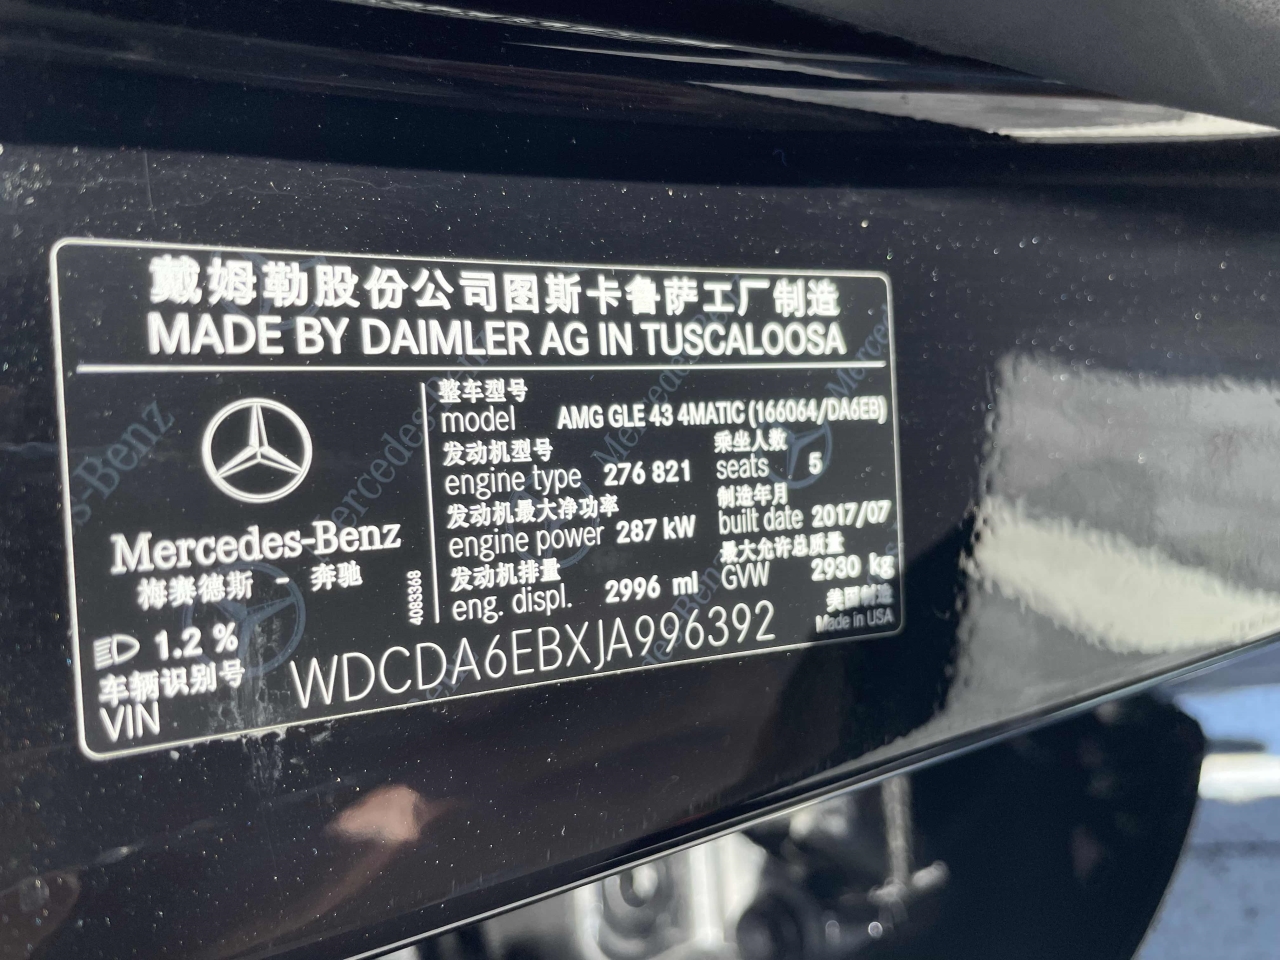 戴姆勒股份公司图斯卡鲁萨工厂制造
MADE BY DAIMLER AG IN TUSCALOOSA
Mercedes-Benz
梅赛德斯 - 奔驰
4083368
整车型号
model AMG GLE 43 4MATIC (166064/DA6EB)
发动机型号
engine type 276 821
乘坐人数
seats 5
发动机最大净功率
engine power 287 kW
制造年月
built date 2017/07
发动机排量
eng. displ. 2996 ml
最大允许总质量
GVW 2930 kg
美国制造
Made in USA
1.2 %
车辆识别号
VIN WDCDA6EBXJA996392